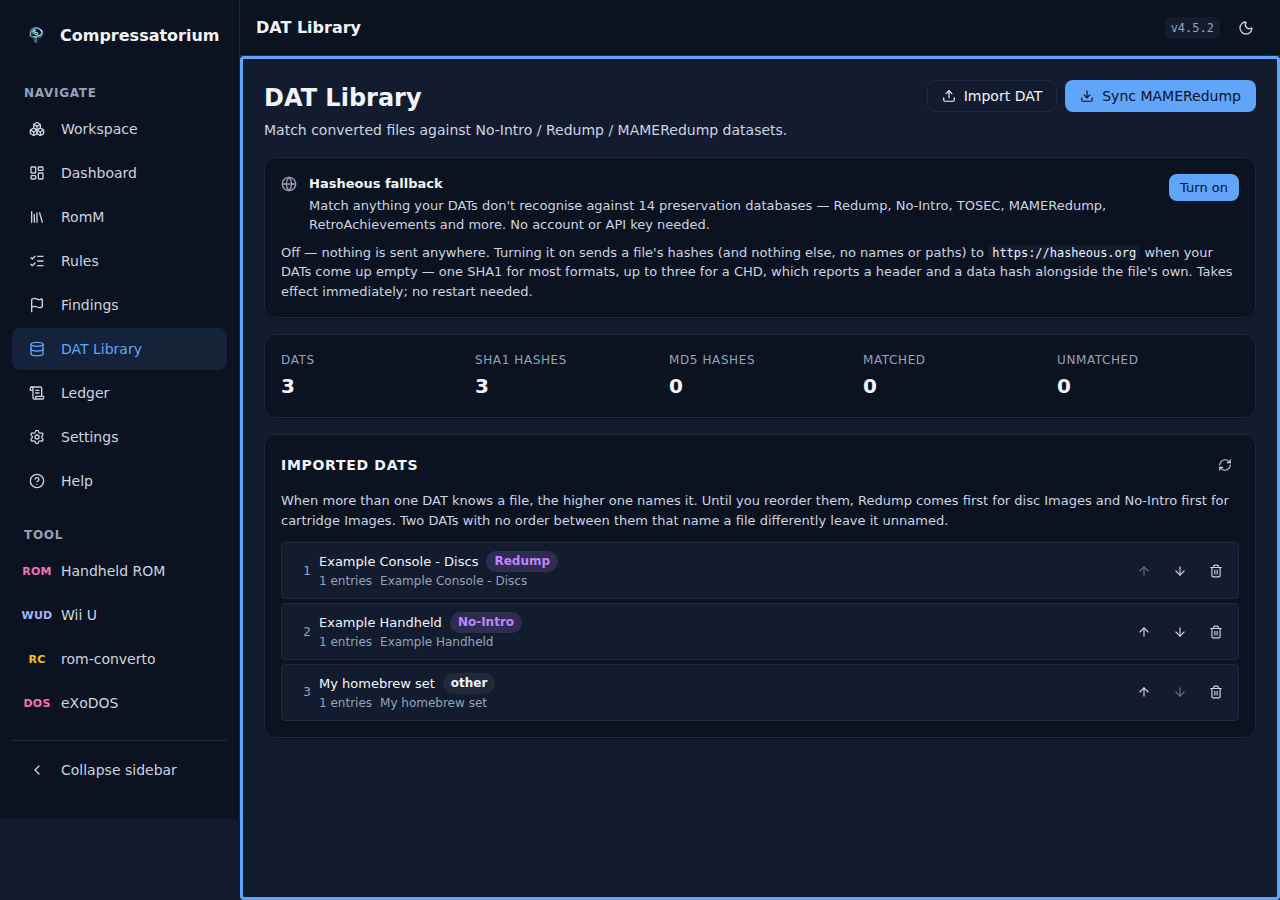 Compressatorium
DAT Library
v4.5.2
NAVIGATE
Workspace
Dashboard
RomM
Rules
Findings
DAT Library
Ledger
Settings
Help
TOOL
ROM Handheld ROM
WUD Wii U
RC rom-converto
DOS eXoDOS
Collapse sidebar
DAT Library
Import DAT
Sync MAMERedump
Match converted files against No-Intro / Redump / MAMERedump datasets.
Hasheous fallback
Turn on
Match anything your DATs don't recognise against 14 preservation databases — Redump, No-Intro, TOSEC, MAMERedump,
RetroAchievements and more. No account or API key needed.
Off — nothing is sent anywhere. Turning it on sends a file's hashes (and nothing else, no names or paths) to https://hasheous.org when your
DATs come up empty — one SHA1 for most formats, up to three for a CHD, which reports a header and a data hash alongside the file's own. Takes
effect immediately; no restart needed.
DATS SHA1 HASHES MD5 HASHES MATCHED UNMATCHED
3 3 0 0 0
IMPORTED DATS
When more than one DAT knows a file, the higher one names it. Until you reorder them, Redump comes first for disc Images and No-Intro first for
cartridge Images. Two DATs with no order between them that name a file differently leave it unnamed.
1 Example Console - Discs Redump
1 entries Example Console - Discs
2 Example Handheld No-Intro
1 entries Example Handheld
3 My homebrew set other
1 entries My homebrew set